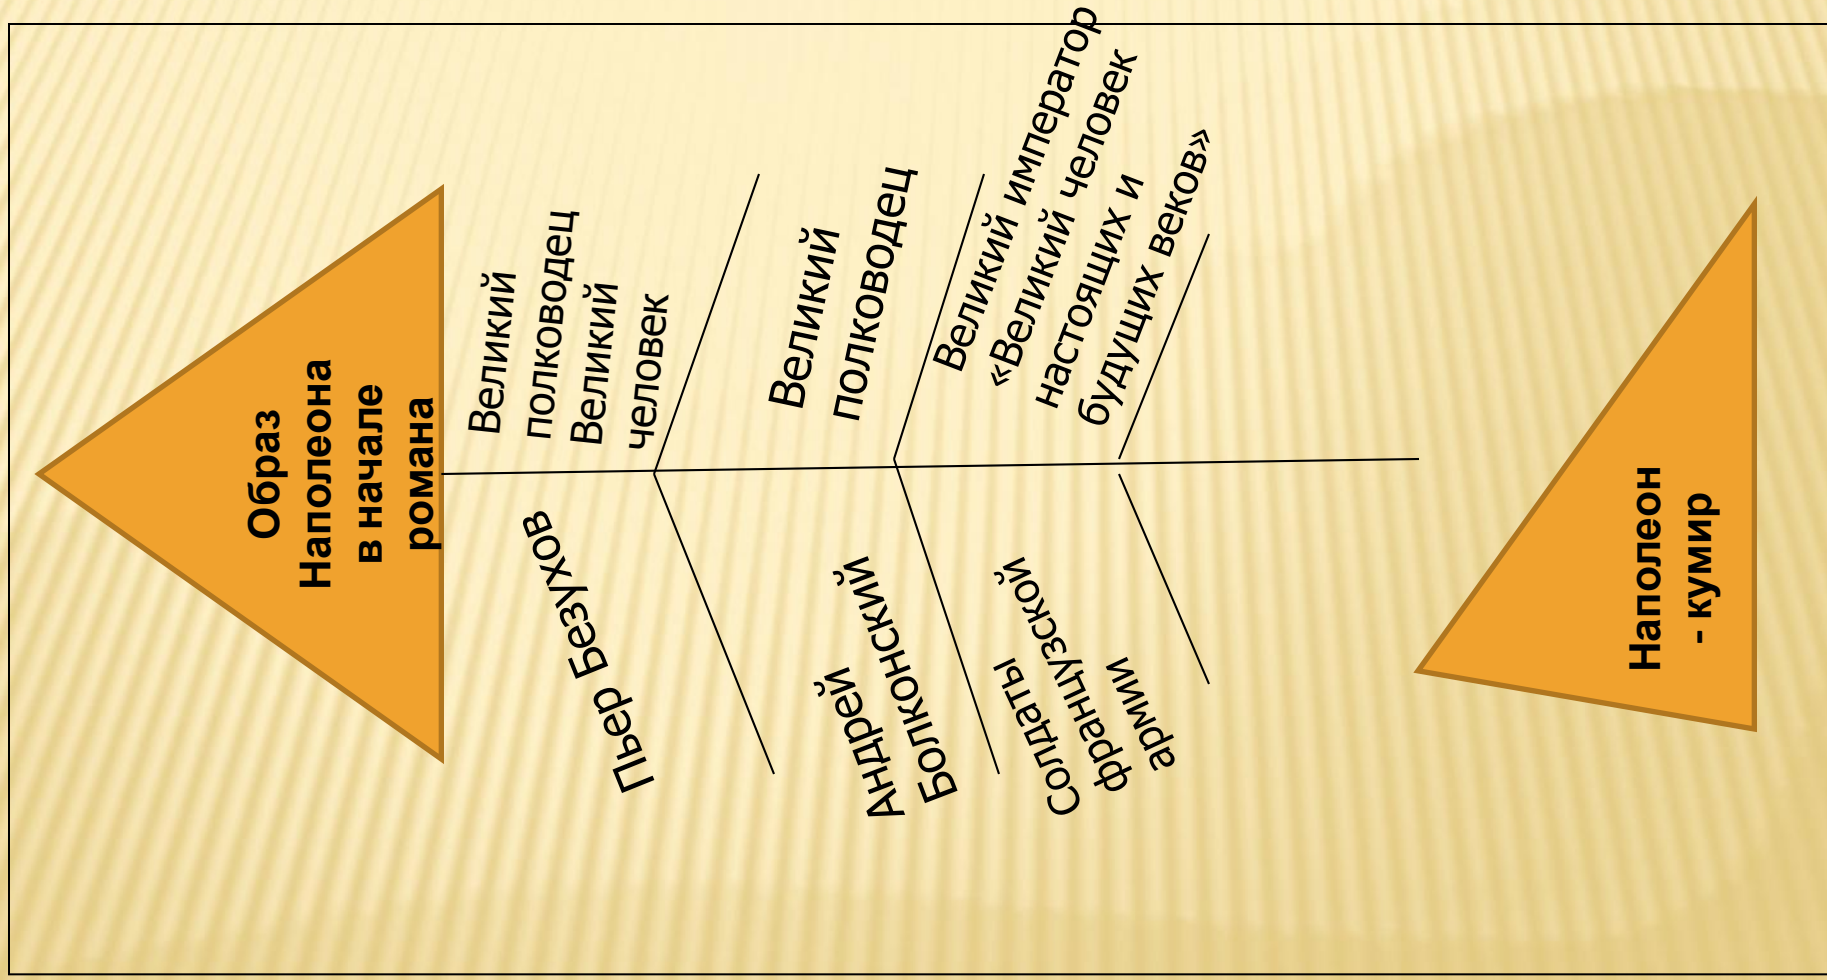 Образ
Наполеона
в начале
романа
Великий
полководец
Великий
человек
Великий
полководец
Великий император
«Великий человек
настоящих и
будущих веков»
Пьер Безухов
Андрей
Болконский
Солдаты
французской
армии
Наполеон
- кумир